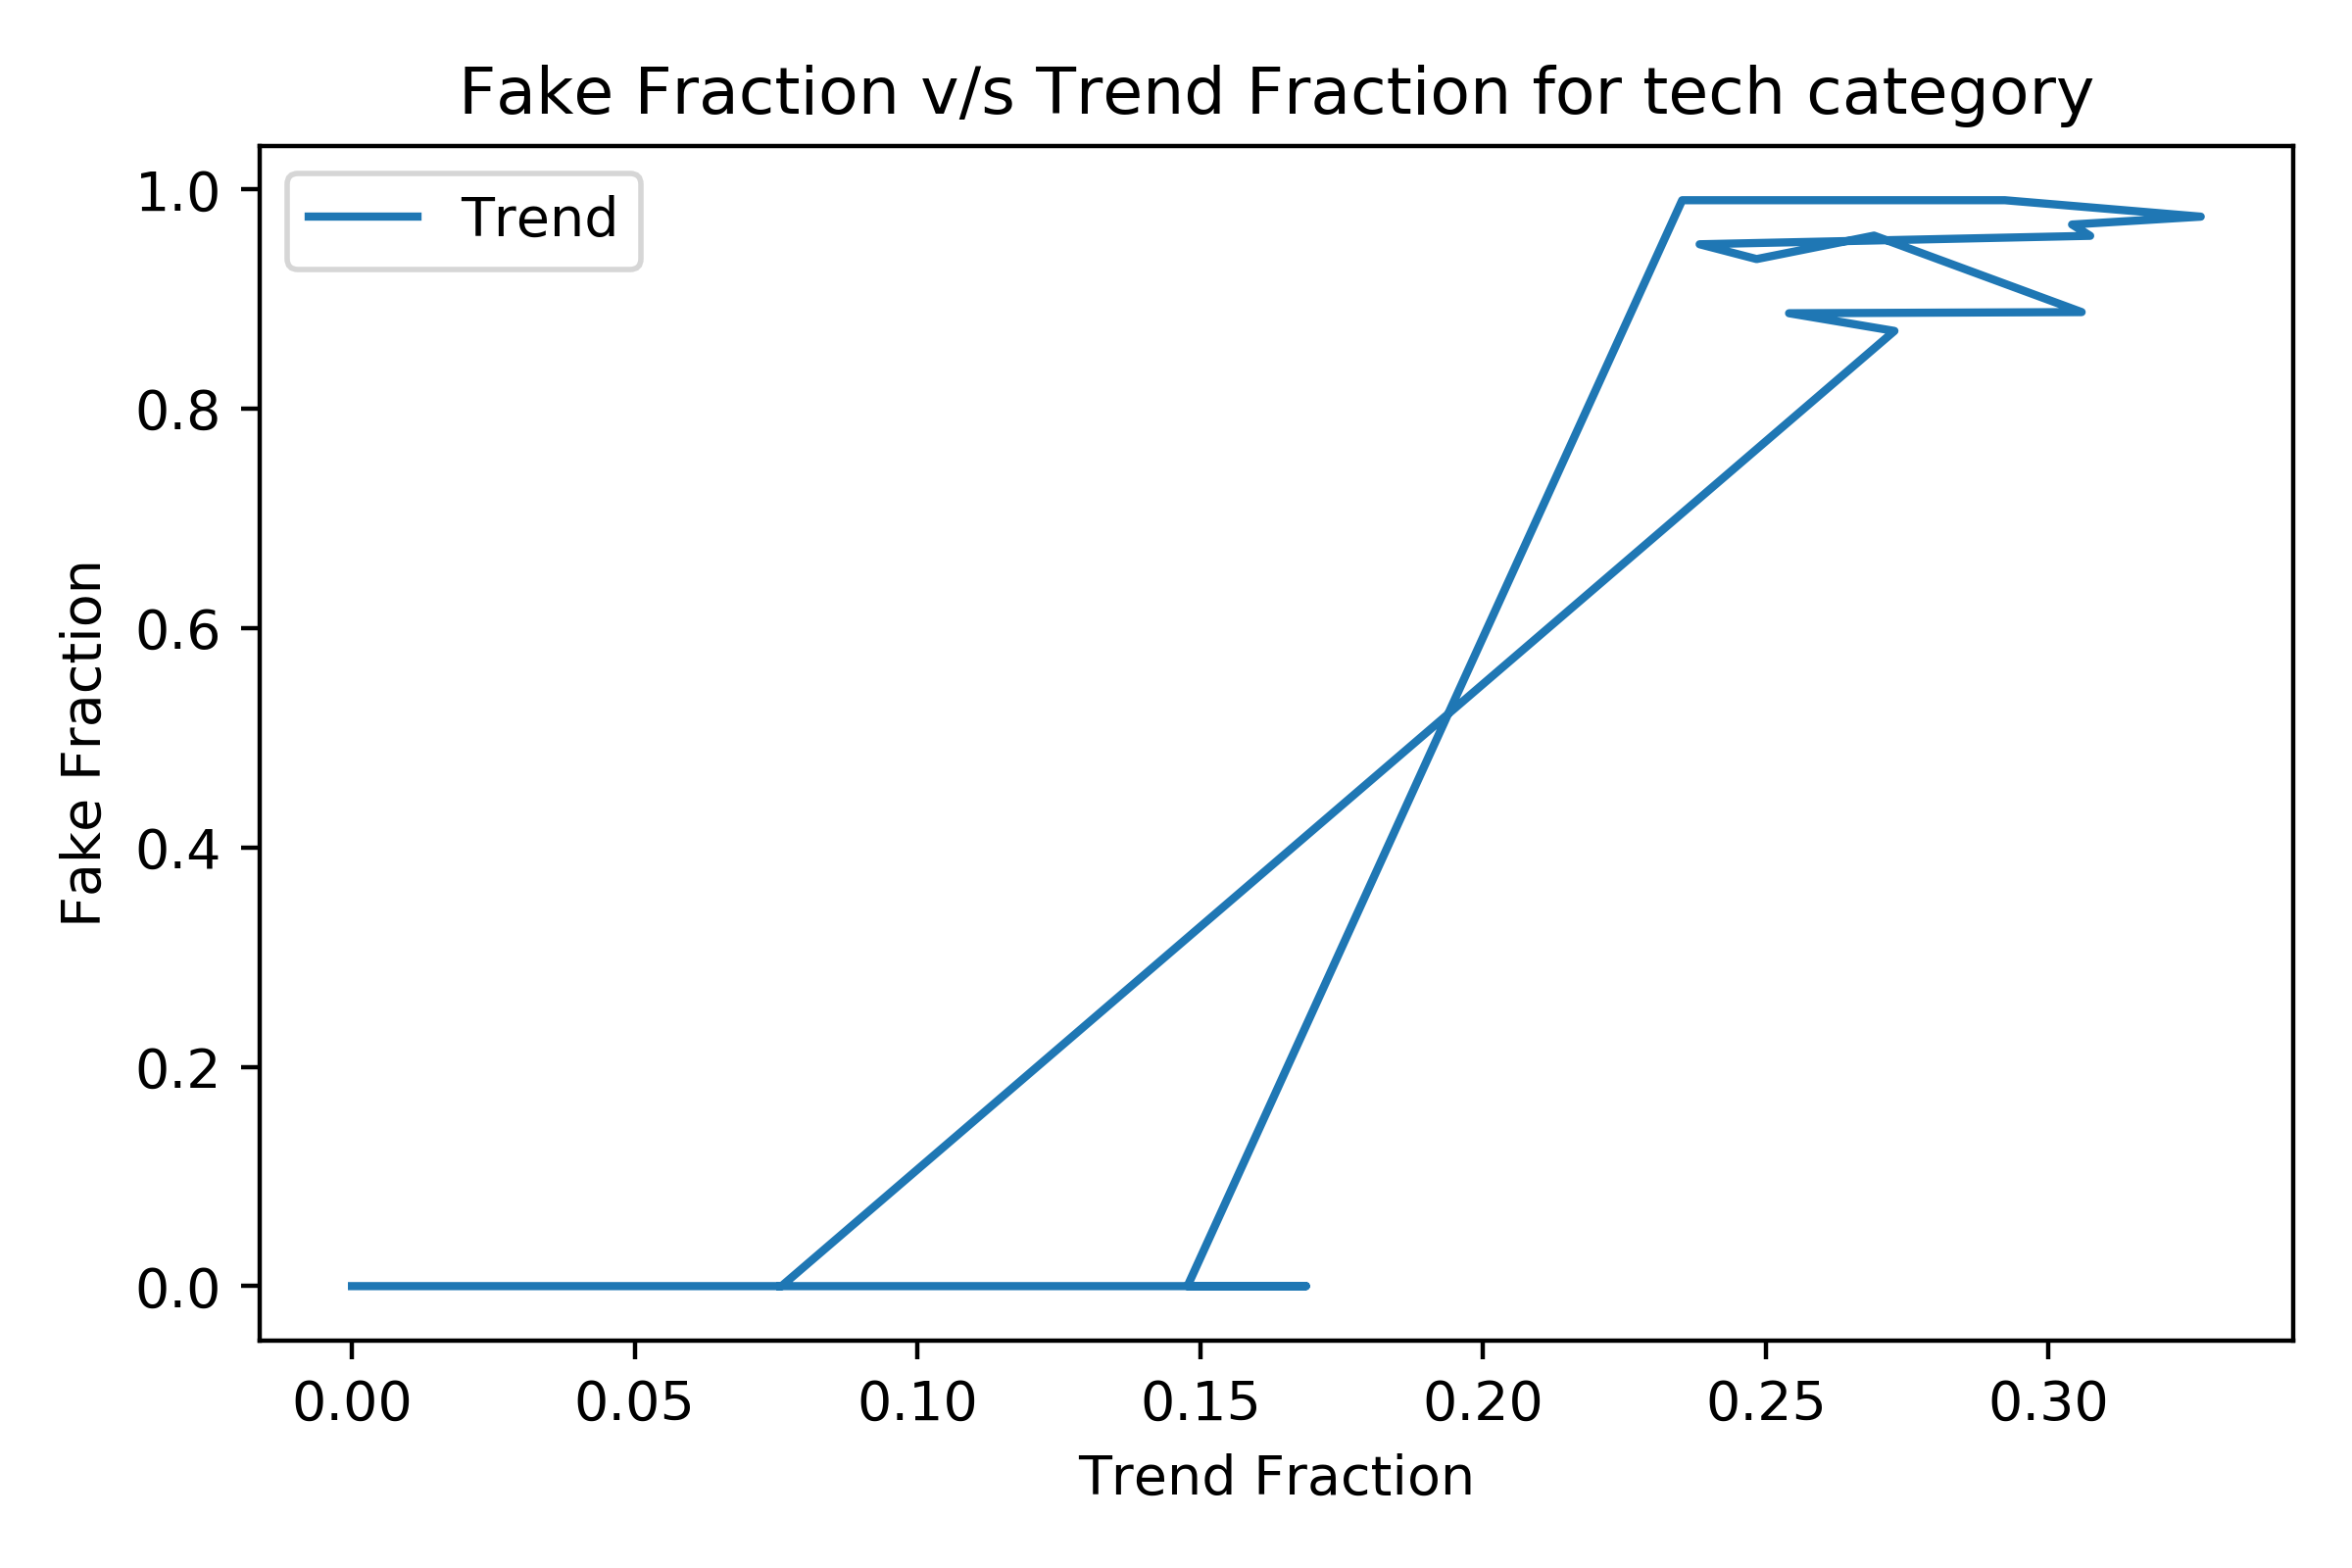 Fake Fraction v/s Trend Fraction for tech category
Trend
1.0
0.8
0.6
0.4
0.2
0.0
Fake Fraction
0.00 0.05 0.10 0.15 0.20 0.25 0.30
Trend Fraction